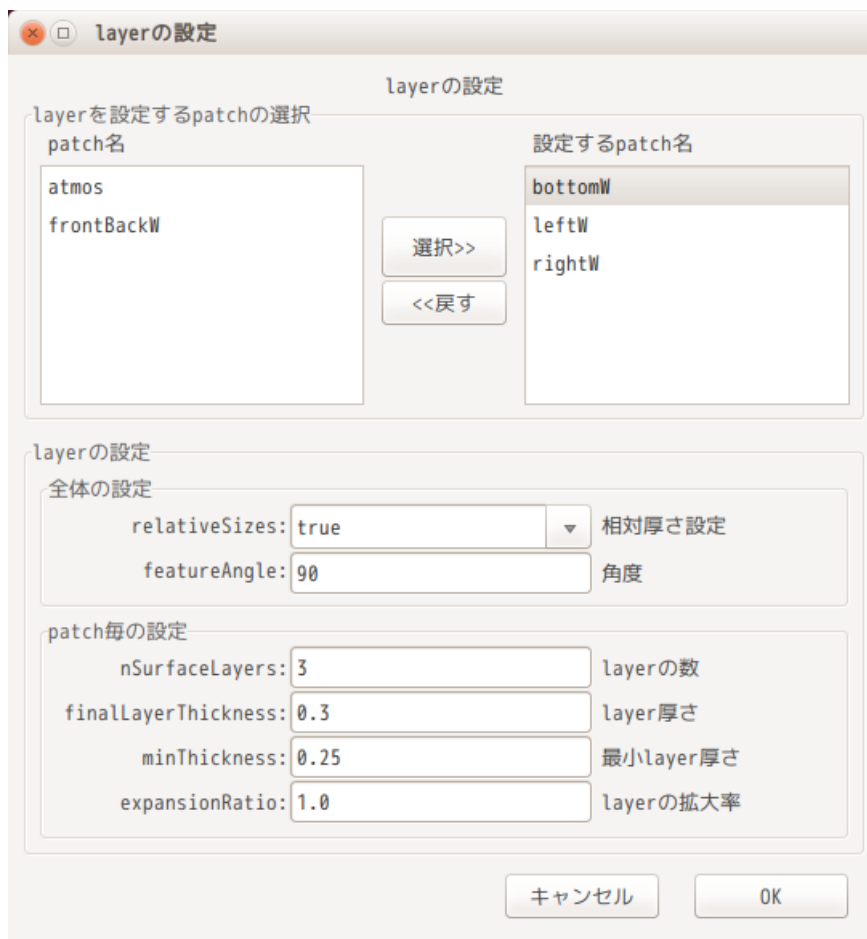 layerの設定
layerの設定
layerを設定するpatchの選択
patch名
設定するpatch名
atmos
frontBackW
選択>>
<<戻す
bottomW
leftW
rightW
layerの設定
全体の設定
relativeSizes: true 相対厚さ設定
featureAngle: 90 角度
patch毎の設定
nSurfaceLayers: 3 layerの数
finalLayerThickness: 0.3 layer厚さ
minThickness: 0.25 最小layer厚さ
expansionRatio: 1.0 layerの拡大率
キャンセル
OK